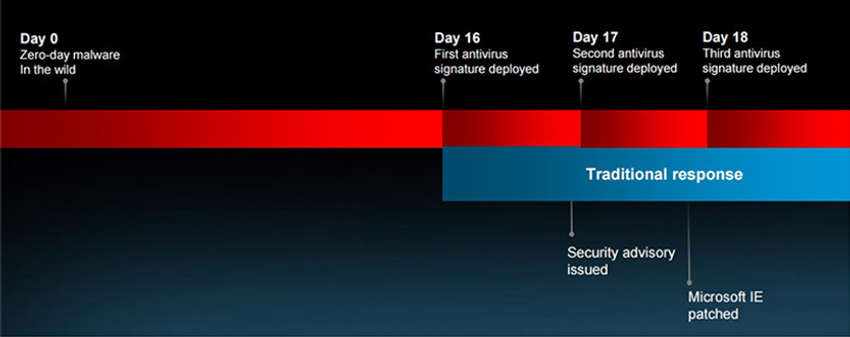 Day 0
Zero-day malware
In the wild
Day 16
First antivirus
signature deployed
Day 17
Second antivirus
signature deployed
Day 18
Third antivirus
signature deployed
Traditional response
Security advisory
issued
Microsoft IE
patched